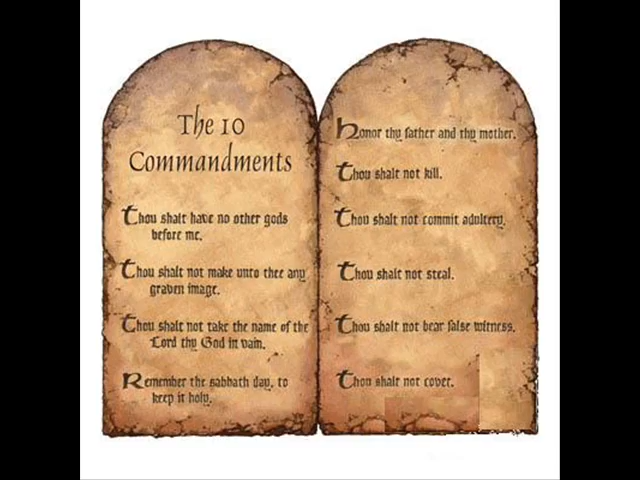 The 10
Commandments
Thou shalt have no other gods
before me.
Thou shalt not make unto thee any
graven image.
Thou shalt not take the name of the
Lord thy God in vain.
Remember the sabbath day, to
keep it holy.
Honor thy father and thy mother.
Thou shalt not kill.
Thou shalt not commit adultery.
Thou shalt not steal.
Thou shalt not bear false witness.
Thou shalt not cover.